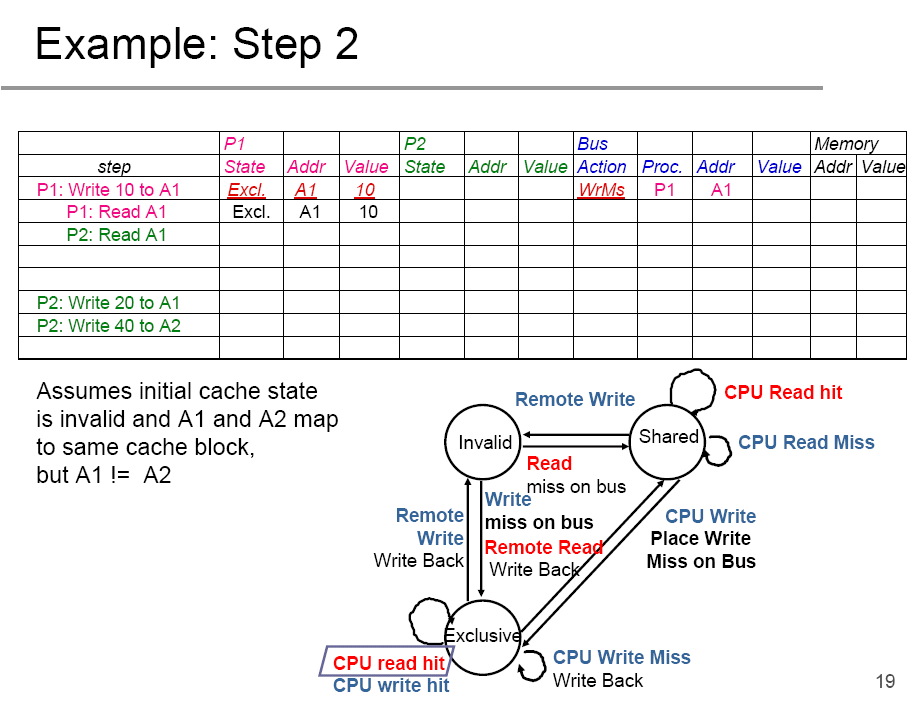 Example: Step 2
P1 P2 Bus Memory
step State Addr Value State Addr Value Action Proc. Addr Value Addr Value
P1: Write 10 to A1 Excl. A1 10 WrMs P1 A1
P1: Read A1 Excl. A1 10
P2: Read A1
P2: Write 20 to A1
P2: Write 40 to A2
Assumes initial cache state
is invalid and A1 and A2 map
to same cache block,
but A1 != A2
Remote Write
CPU Read hit
Invalid
Shared
CPU Read Miss
Read
miss on bus
Write
miss on bus
Remote
Write
Write Back
Remote Read
Write Back
CPU Write
Place Write
Miss on Bus
Exclusive
CPU read hit
CPU write hit
CPU Write Miss
Write Back
19